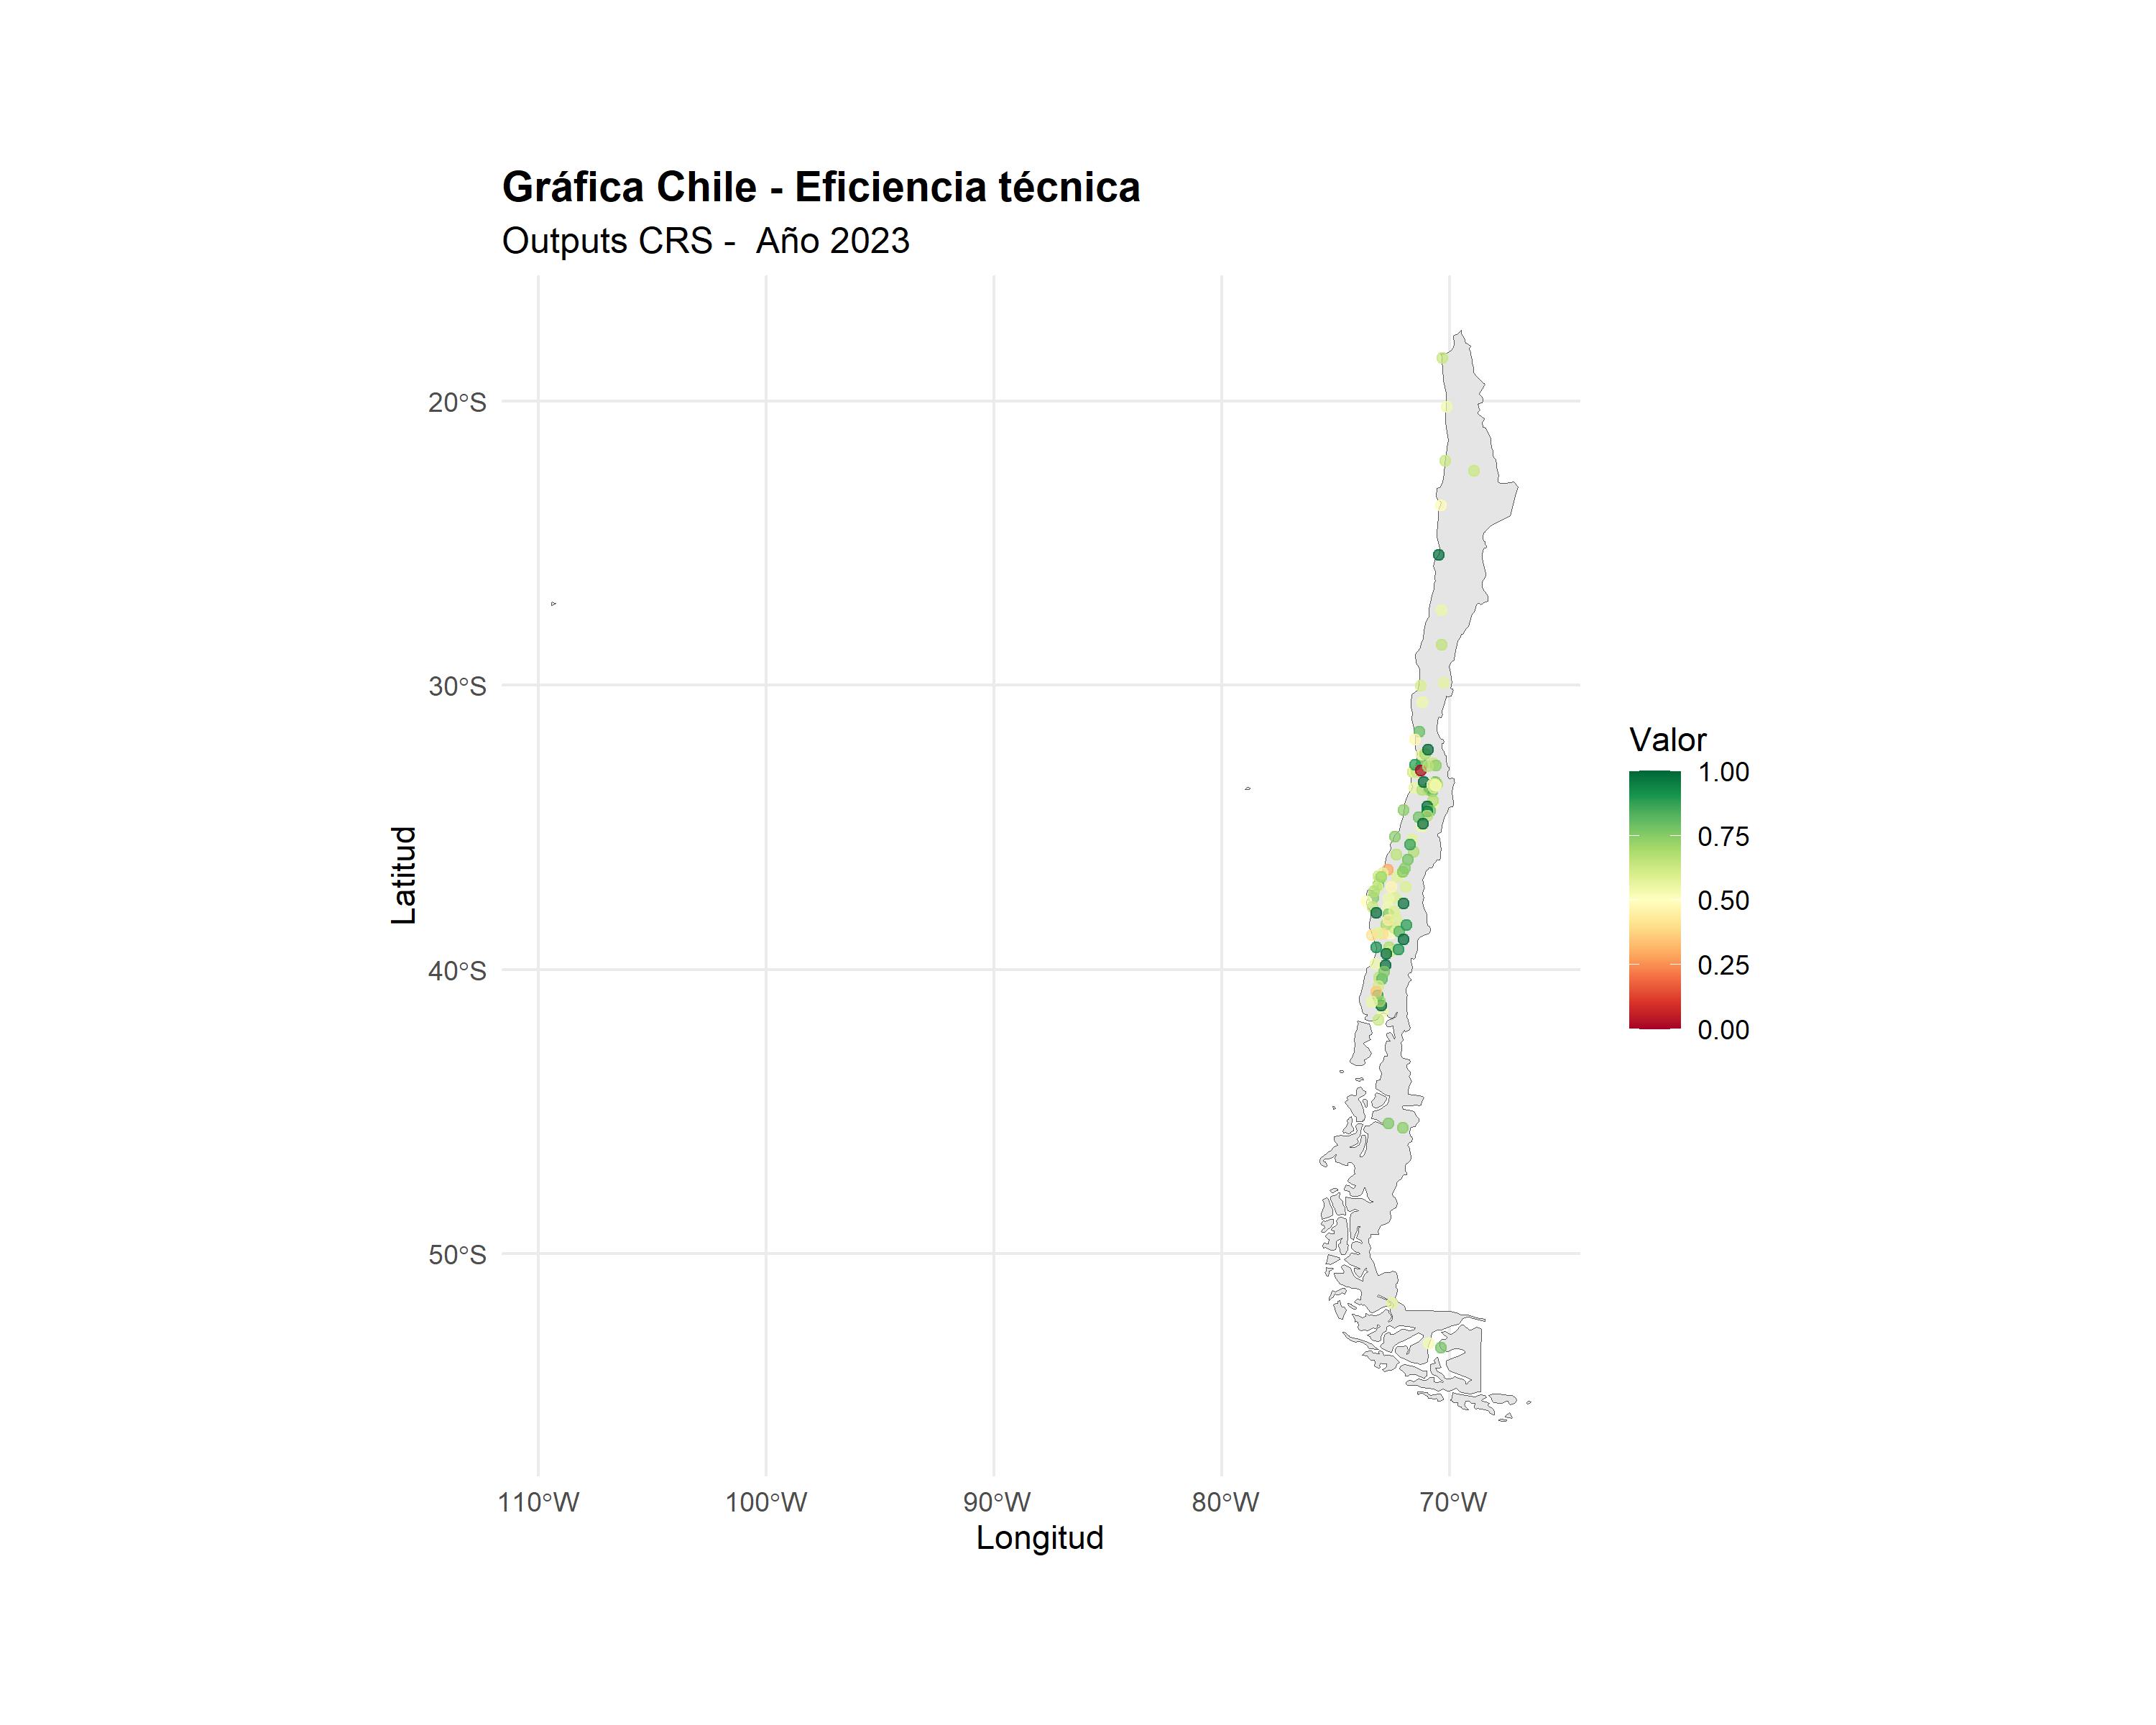 Gráfica Chile - Eficiencia técnica
Outputs CRS -  Año 2023
20°S
30°S
40°S
50°S
Latitud
110°W
100°W
90°W
80°W
70°W
Longitud
Valor
1.00
0.75
0.50
0.25
0.00